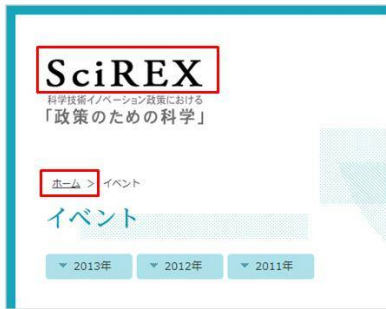 SciREX
科学技術イノベーション政策における
「政策のための科学」
ホーム > イベント
イベント
▼ 2013年 ▼ 2012年 ▼ 2011年